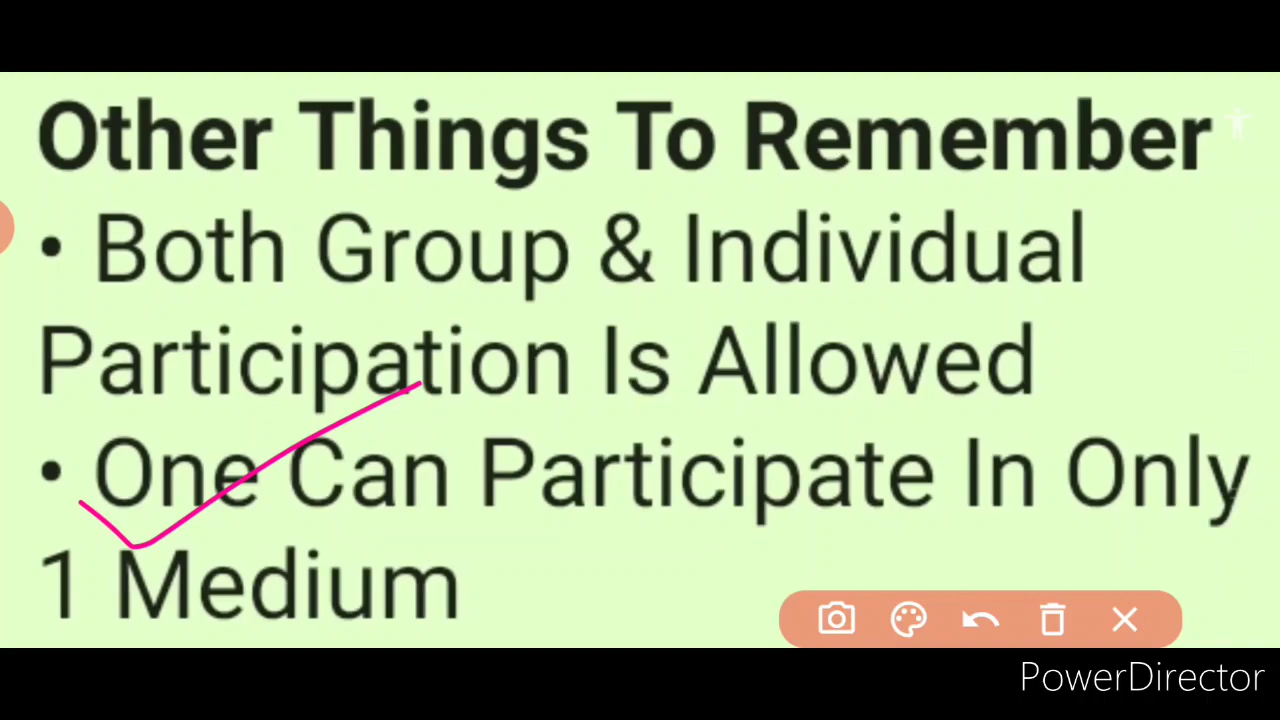 Other Things To Remember
• Both Group & Individual
Participation Is Allowed
• One Can Participate In Only
1 Medium
PowerDirector